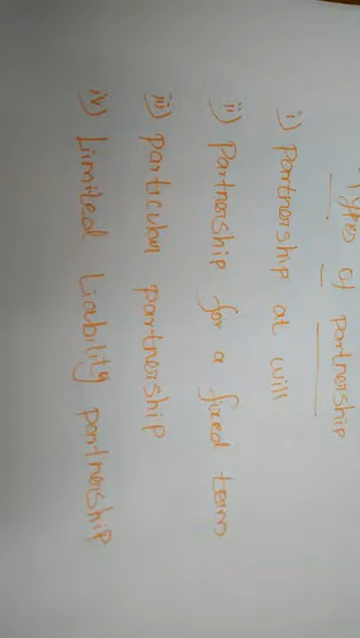 Types of partnership
i) Partnership at will
ii) Partnership for a fixed term
iii) particular partnership
iv) Limited Liability partnership